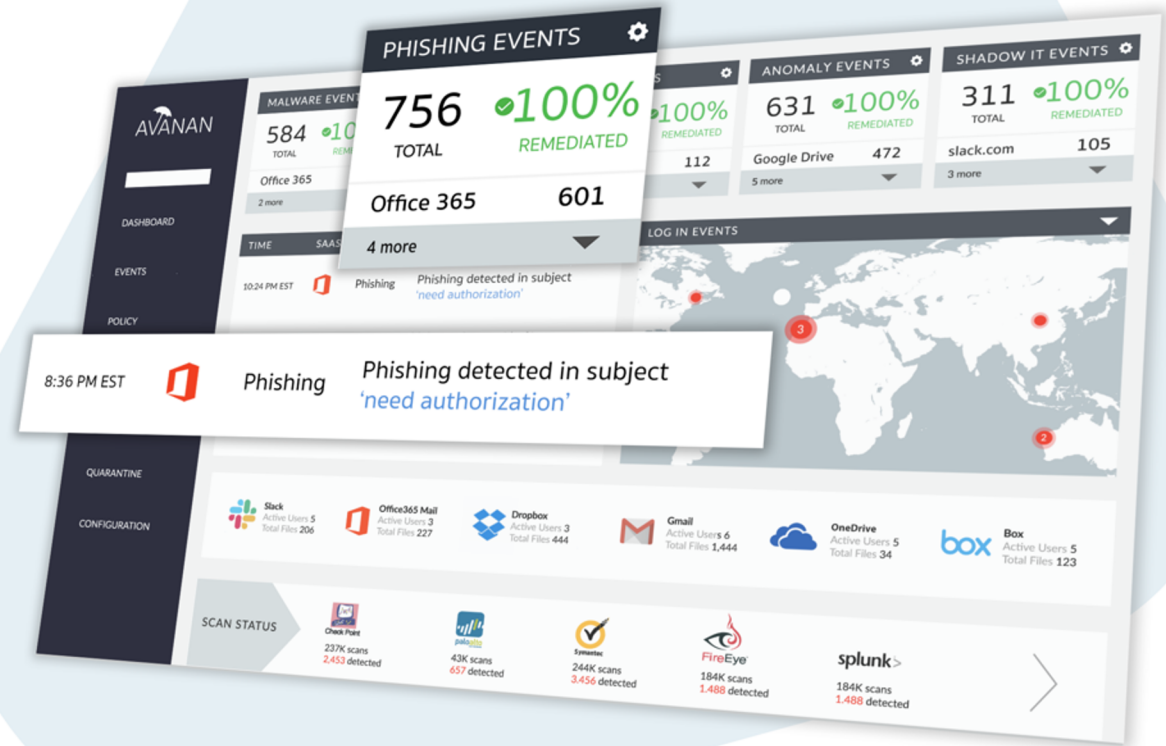 AVANAN
DASHBOARD
EVENTS
POLICY
QUARANTINE
CONFIGURATION
MALWARE EVENT
584
10
TOTAL
REME
Office 365
2 more
PHISHING EVENTS
756
100%
TOTAL
REMEDIATED
Office 365 601
4 more
S
100%
REMEDIATED
112
ANOMALY EVENTS
631
100%
TOTAL
REMEDIATED
Google Drive 472
5 more
SHADOW IT EVENTS
311
100%
TOTAL
REMEDIATED
slack.com 105
3 more
TIME SAAS
10:24 PM EST Phishing Phishing detected in subject
'need authorization'
8:36 PM EST Phishing Phishing detected in subject
'need authorization'
LOG IN EVENTS
3
2
Slack
Active Users 5
Total Files 206
Office365 Mail
Active Users 3
Total Files 227
Dropbox
Active Users 3
Total Files 444
Gmail
Active Users 6
Total Files 1,444
OneDrive
Active Users 5
Total Files 34
box
Box
Active Users 5
Total Files 123
SCAN STATUS
Check Point
237K scans
2,453 detected
paloalto
43K scans
657 detected
Symantec
244K scans
3.456 detected
FireEye
184K scans
1.488 detected
splunk>
184K scans
1.488 detected